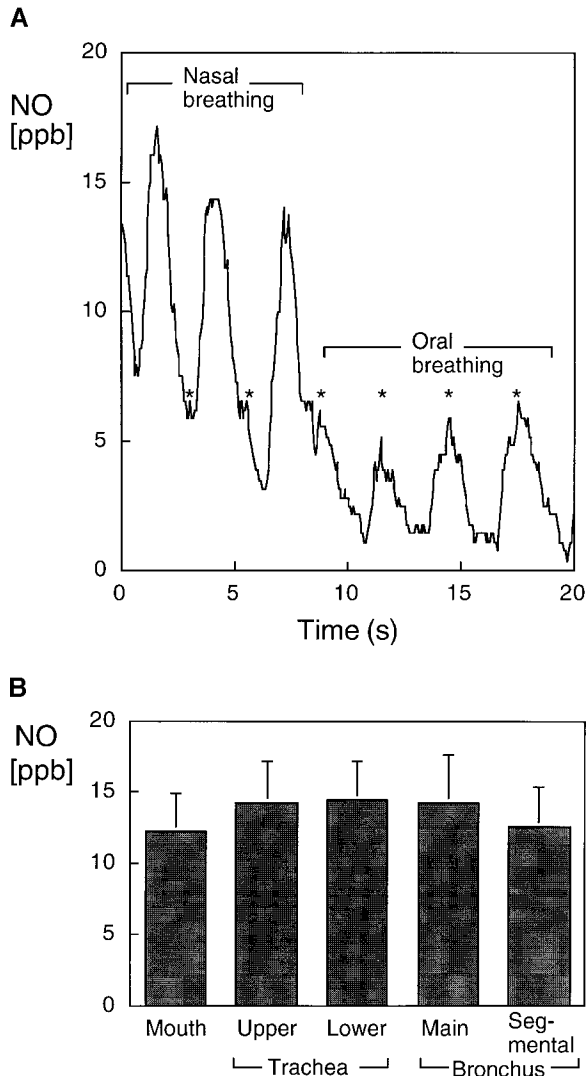 A
20
NO
[ppb]
15
10
5
0
Nasal
breathing
Oral
breathing
* * * * * *
0 5 10 15 20
Time (s)
B
20
NO
[ppb]
15
10
5
0
Mouth Upper Lower Main Seg-
mental
Trachea Bronchus